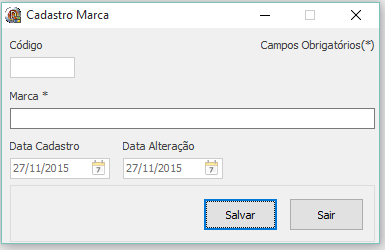 Cadastro Marca
Código Campos Obrigatórios(*)
Marca *
Data Cadastro Data Alteração
27/11/2015 27/11/2015
Salvar Sair